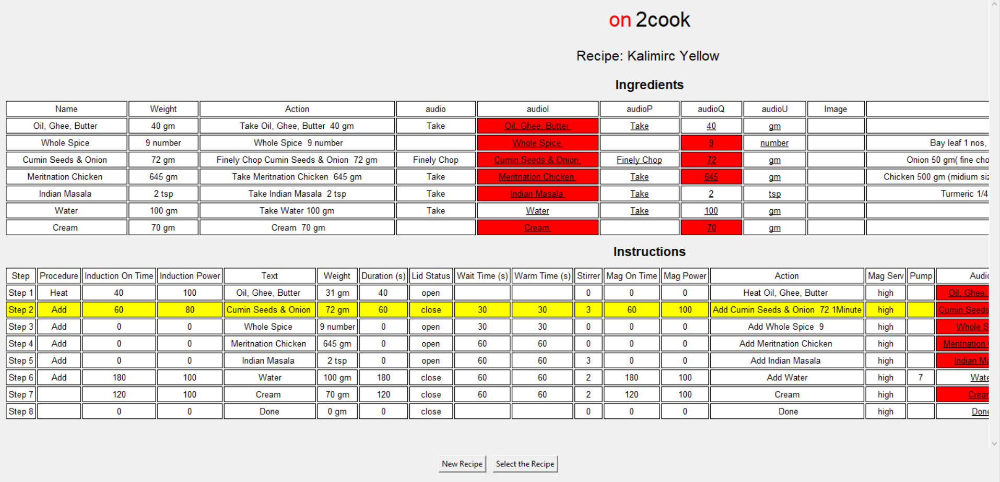 on 2cook
Recipe: Kalimirc Yellow
Ingredients
Name Weight Action audio audioI audioP audioQ audioU Image
Oil, Ghee, Butter 40 gm Take Oil, Ghee, Butter 40 gm Take Oil, Ghee, Butter Take 40 gm
Whole Spice 9 number Whole Spice 9 number Whole Spice 9 number Bay leaf 1 nos,
Cumin Seeds & Onion 72 gm Finely Chop Cumin Seeds & Onion 72 gm Finely Chop Cumin Seeds & Onion Finely Chop 72 gm Onion 50 gm( fine cho
Meritnation Chicken 645 gm Take Meritnation Chicken 645 gm Take Meritnation Chicken Take 645 gm Chicken 500 gm (midium siz
Indian Masala 2 tsp Take Indian Masala 2 tsp Take Indian Masala Take 2 tsp Turmeric 1/4
Water 100 gm Take Water 100 gm Take Water Take 100 gm
Cream 70 gm Cream 70 gm Cream 70 gm
Instructions
Step Procedure Induction On Time Induction Power Text Weight Duration (s) Lid Status Wait Time (s) Warm Time (s) Stirrer Mag On Time Mag Power Action Mag Serv Pump Audio
Step 1 Heat 40 100 Oil, Ghee, Butter 31 gm 40 open 0 0 0 Heat Oil, Ghee, Butter high Oil, Ghee,
Step 2 Add 60 80 Cumin Seeds & Onion 72 gm 60 close 30 30 3 60 100 Add Cumin Seeds & Onion 72 1Minute high Cumin Seeds
Step 3 Add 0 0 Whole Spice 9 number 0 open 30 30 0 0 0 Add Whole Spice 9 high Whole S
Step 4 Add 0 0 Meritnation Chicken 645 gm 0 open 60 60 0 0 0 Add Meritnation Chicken high Meritnation
Step 5 Add 0 0 Indian Masala 2 tsp 0 open 60 60 3 0 0 Add Indian Masala high Indian Ma
Step 6 Add 180 100 Water 100 gm 180 close 60 60 2 180 100 Add Water high 7 Wate
Step 7 120 100 Cream 70 gm 120 close 60 60 2 120 100 Cream high Crear
Step 8 0 0 Done 0 gm 0 close 0 0 0 Done high Done
New Recipe Select the Recipe